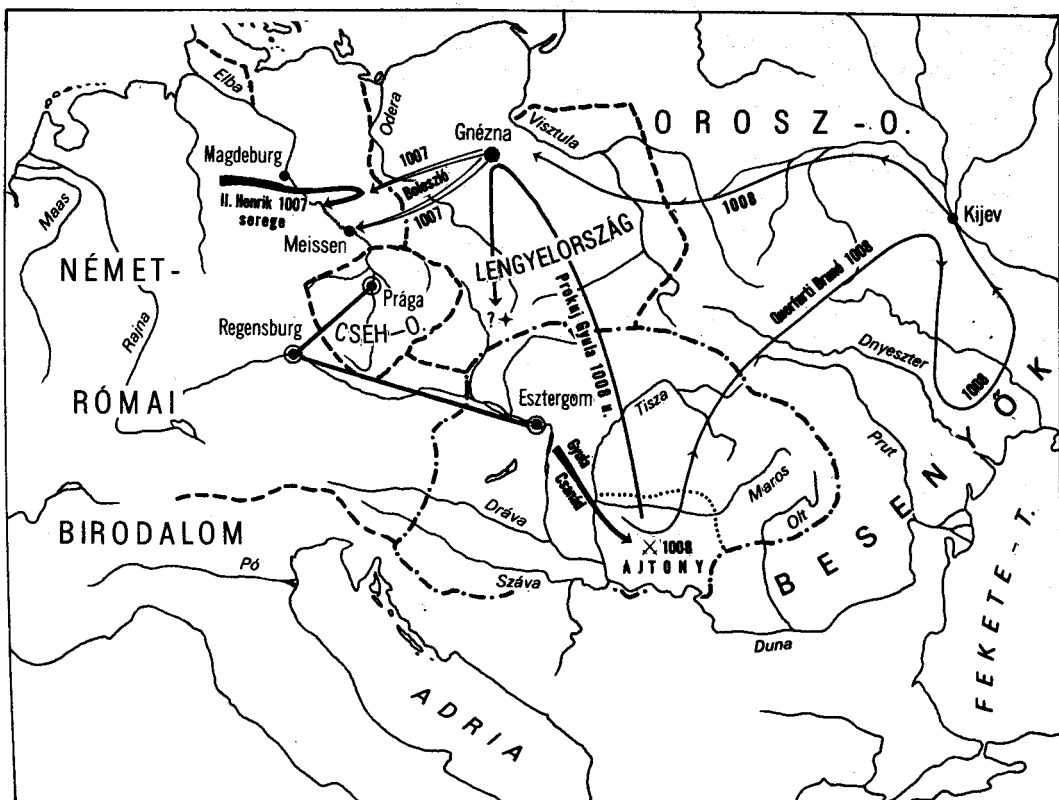 Elba
Odera
Visztula
OROSZ-O.
Gnézna
Magdeburg
1007
Boleszló
1007
II. Henrik 1007
serege
Meissen
1008
Kijev
Maas
NÉMET-
LENGYELORSZÁG
Prokuj Gyula 1008 u.
Querfurti Brunó 1008
Prága
CSEH-O.
?
Regensburg
Rajna
Dnyeszter
1008
RÓMAI
Esztergom
Tisza
Prut
BESENYŐK
Gyula
Csanád
Maros
Olt
BIRODALOM
Dráva
1008
AJTONY
Pó
Száva
Duna
FEKETE-T.
ADRIA